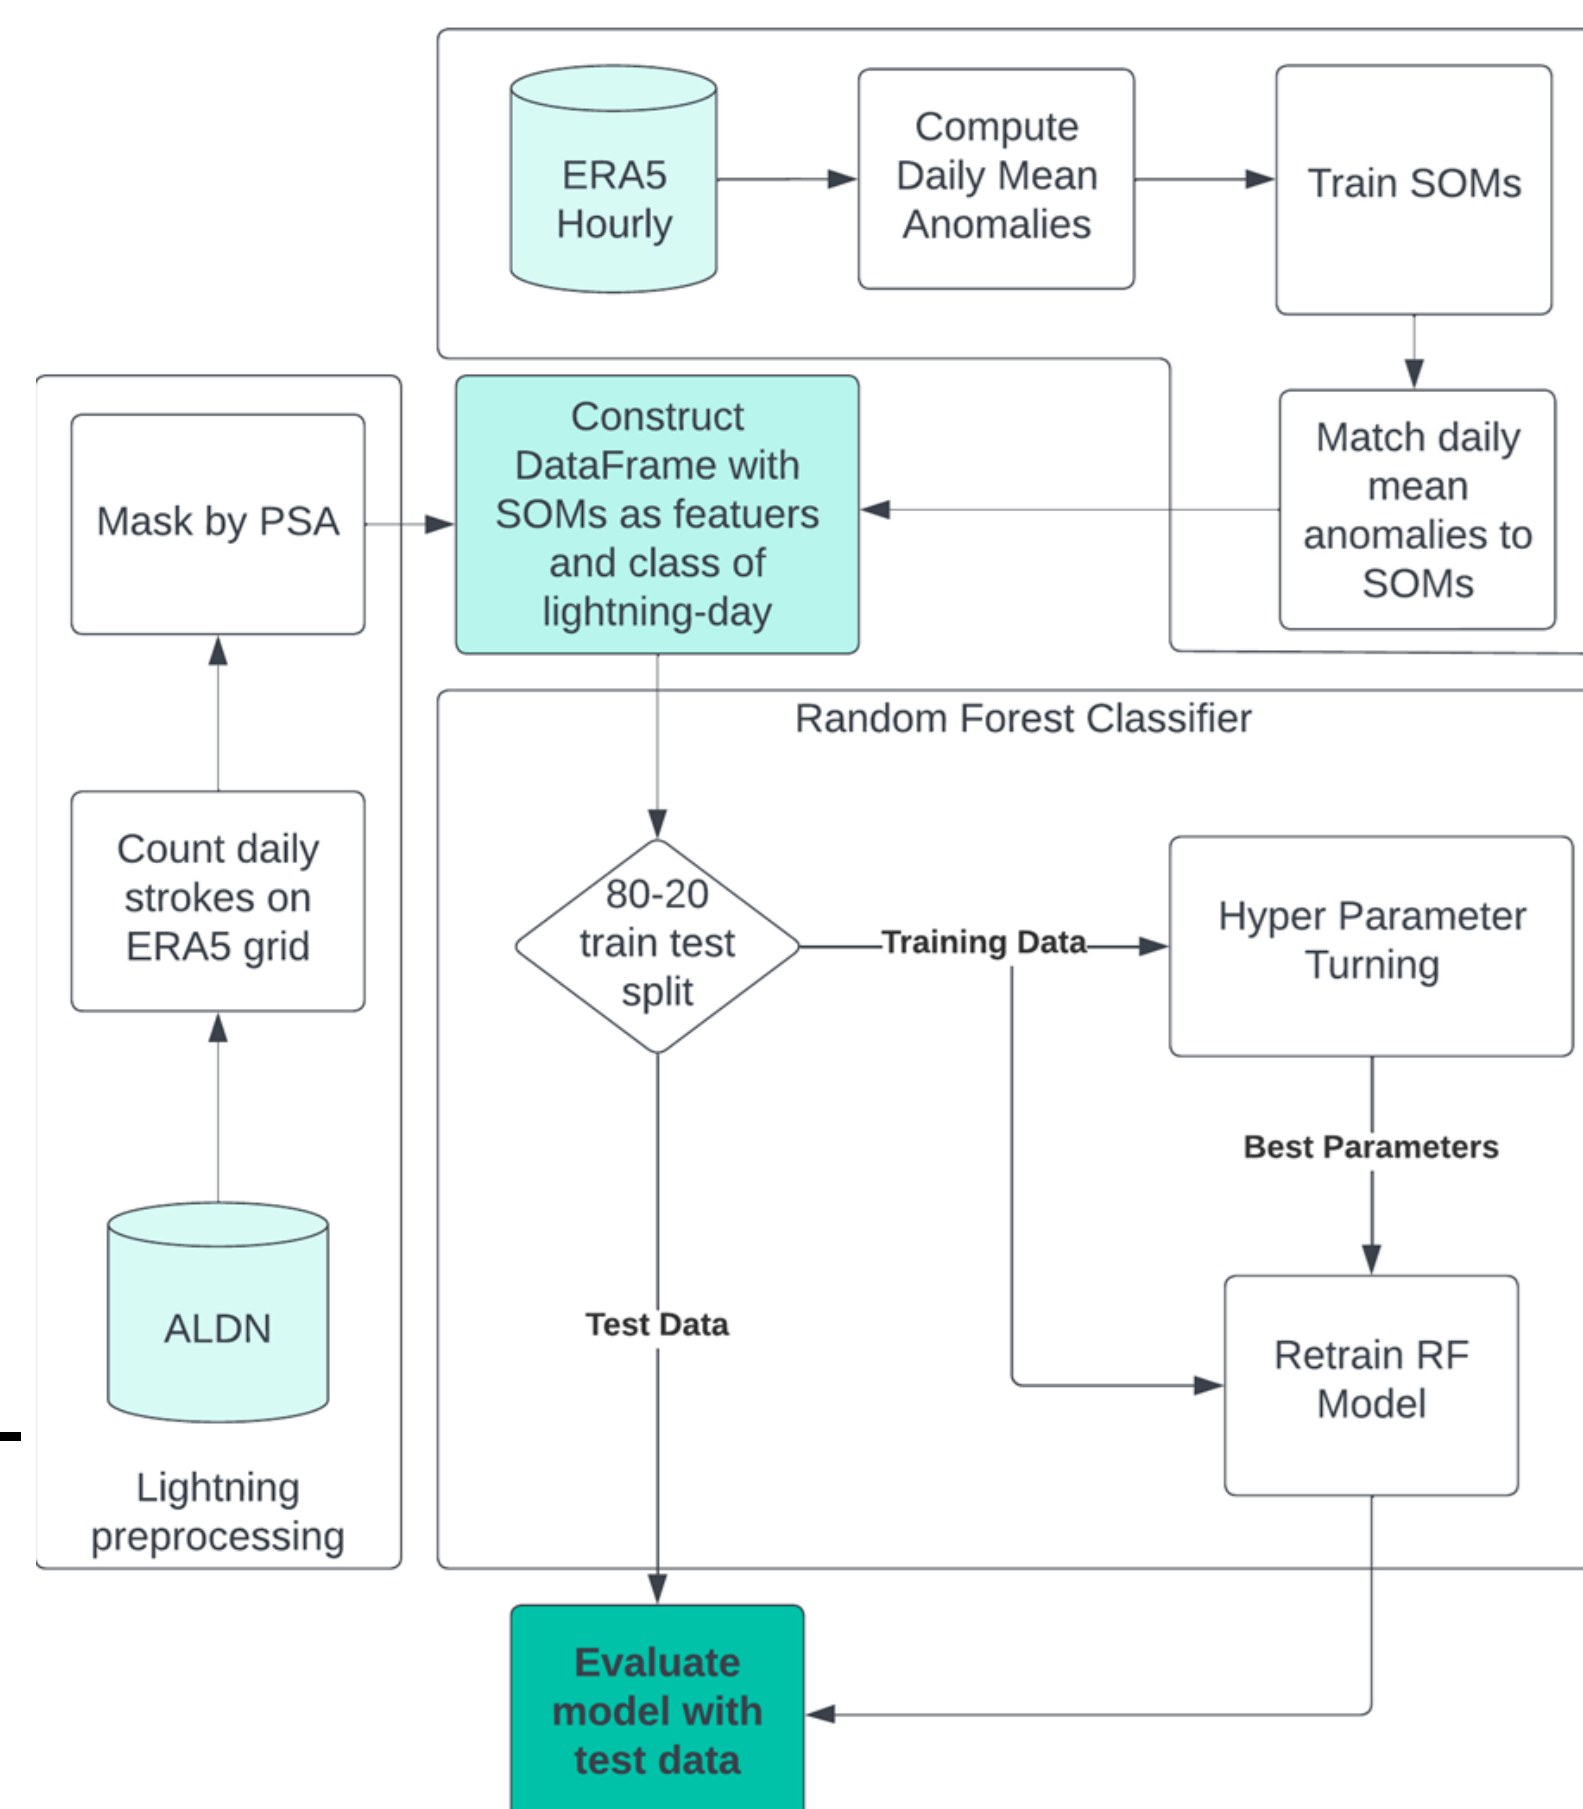 ERA5
Hourly
Compute
Daily Mean
Anomalies
Train SOMs
Mask by PSA
Construct
DataFrame with
SOMs as featuers
and class of
lightning-day
Match daily
mean
anomalies to
SOMs
Random Forest Classifier
Count daily
strokes on
ERA5 grid
80-20
train test
split
Training Data
Hyper Parameter
Turning
Best Parameters
ALDN
Test Data
Retrain RF
Model
Lightning
preprocessing
Evaluate
model with
test data